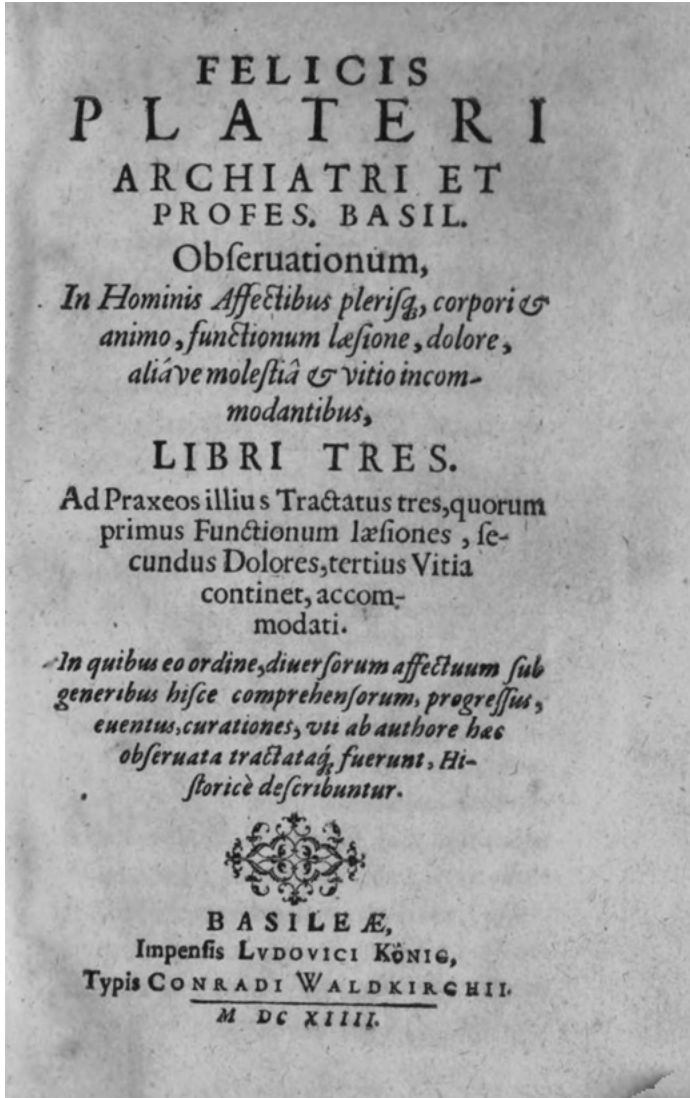 FELICIS
PLATERI
ARCHIATRI ET
PROFES. BASIL.
Obſeruationum,
In Hominis Affectibus pleriſq́;, corpori &
animo, functionum læſione, dolore,
aliáve moleſtiâ & vitio incom-
modantibus,
LIBRI TRES.
Ad Praxeos illius Tractatus tres, quorum
primus Functionum læſiones, ſe-
cundus Dolores, tertius Vitia
continet, accom-
modati.
In quibus eo ordine, diuerſorum affectuum ſub
generibus hiſce comprehenſorum, progreſſus,
euentus, curationes, vti ab authore hæc
obſeruata tractataq́; fuerunt, Hi-
ſtoricè deſcribuntur.
BASILEÆ,
Impenſis LVDOVICI KÖNIG,
Typis CONRADI WALDKIRCHII.
M DC XIIII.